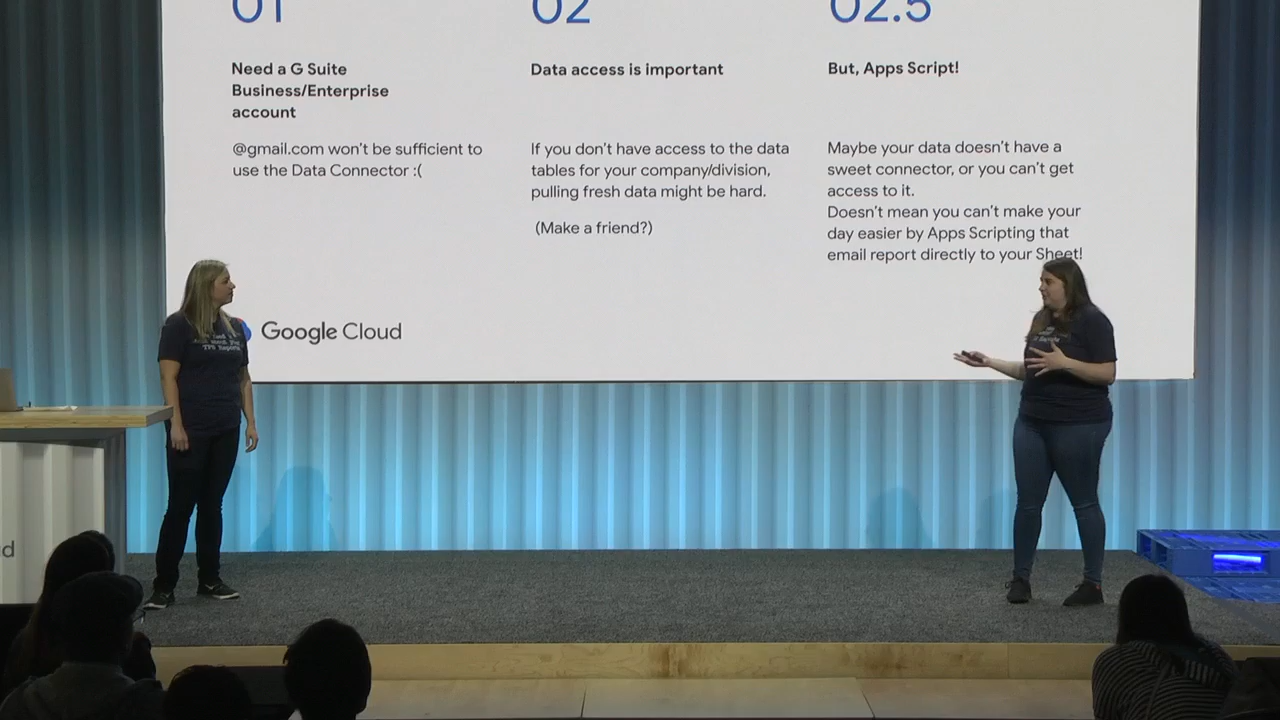 01
Need a G Suite
Business/Enterprise
account
@gmail.com won't be sufficient to
use the Data Connector :(
02
Data access is important
If you don't have access to the data
tables for your company/division,
pulling fresh data might be hard.
(Make a friend?)
02.5
But, Apps Script!
Maybe your data doesn't have a
sweet connector, or you can't get
access to it.
Doesn't mean you can't make your
day easier by Apps Scripting that
email report directly to your Sheet!
Google Cloud
TPS Reports
d